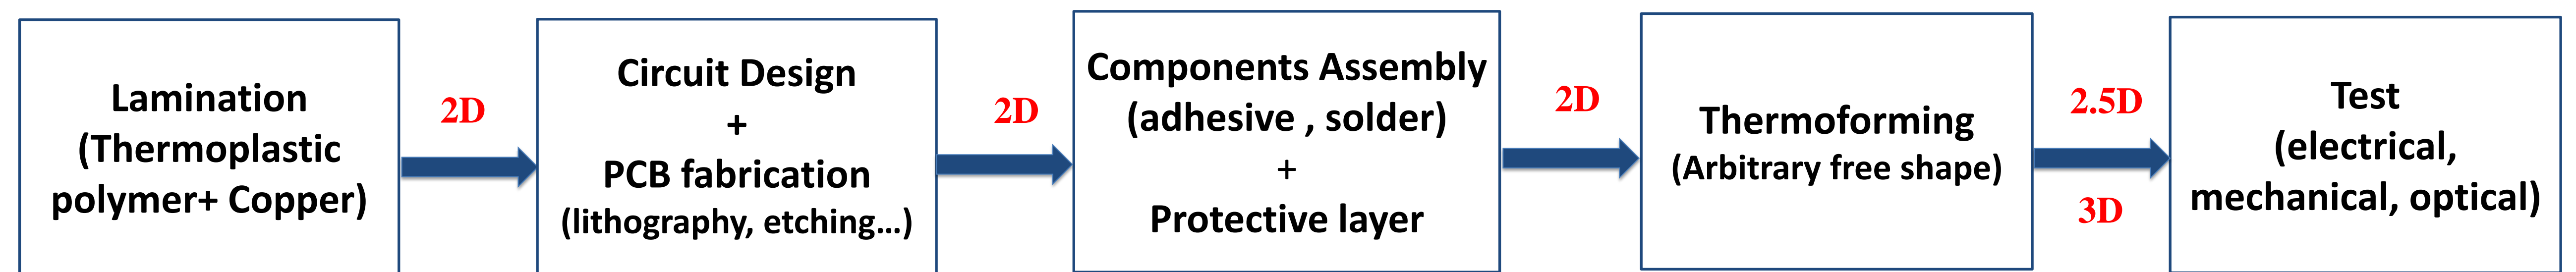 Lamination
(Thermoplastic
polymer+ Copper)
2D
Circuit Design
+
PCB fabrication
(lithography, etching...)
2D
Components Assembly
(adhesive , solder)
+
Protective layer
2D
Thermoforming
(Arbitrary free shape)
2.5D
3D
Test
(electrical,
mechanical, optical)